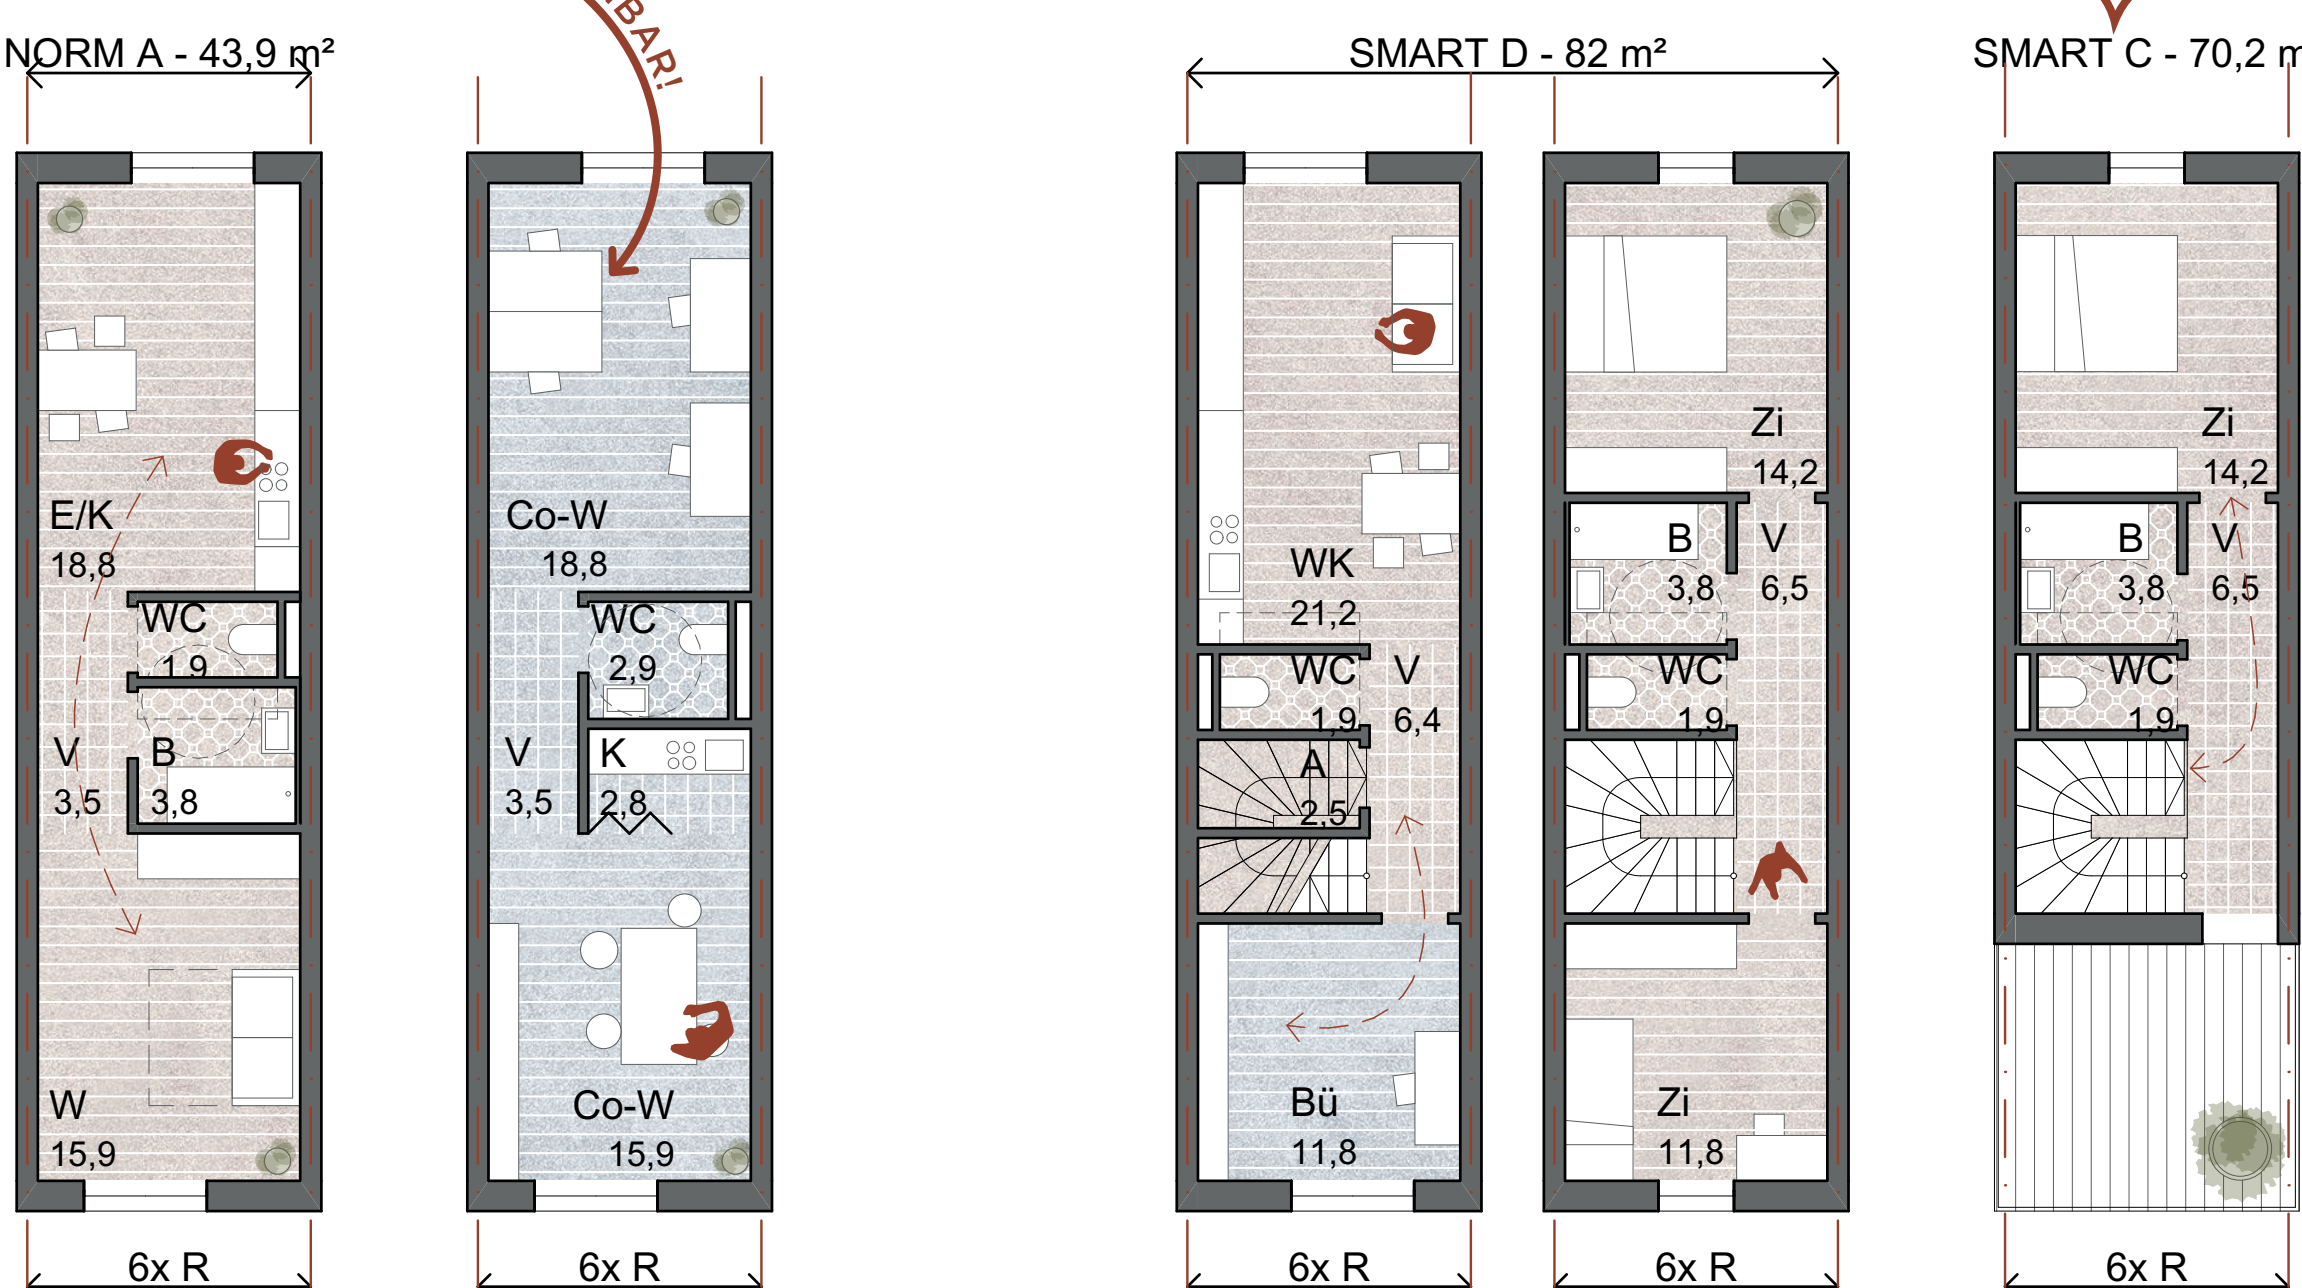 NORM A - 43,9 m²
BAR!
SMART D - 82 m²
SMART C - 70,2 m
E/K
18,8
WC
1,9
V
3,5
B
3,8
W
15,9
6x R
Co-W
18,8
WC
2,9
V
3,5
K
2,8
Co-W
15,9
6x R
WK
21,2
WC
1,9
V
6,4
A
2,5
Bü
11,8
6x R
Zi
14,2
B
3,8
V
6,5
WC
1,9
Zi
11,8
6x R
Zi
14,2
B
3,8
V
6,5
WC
1,9
6x R